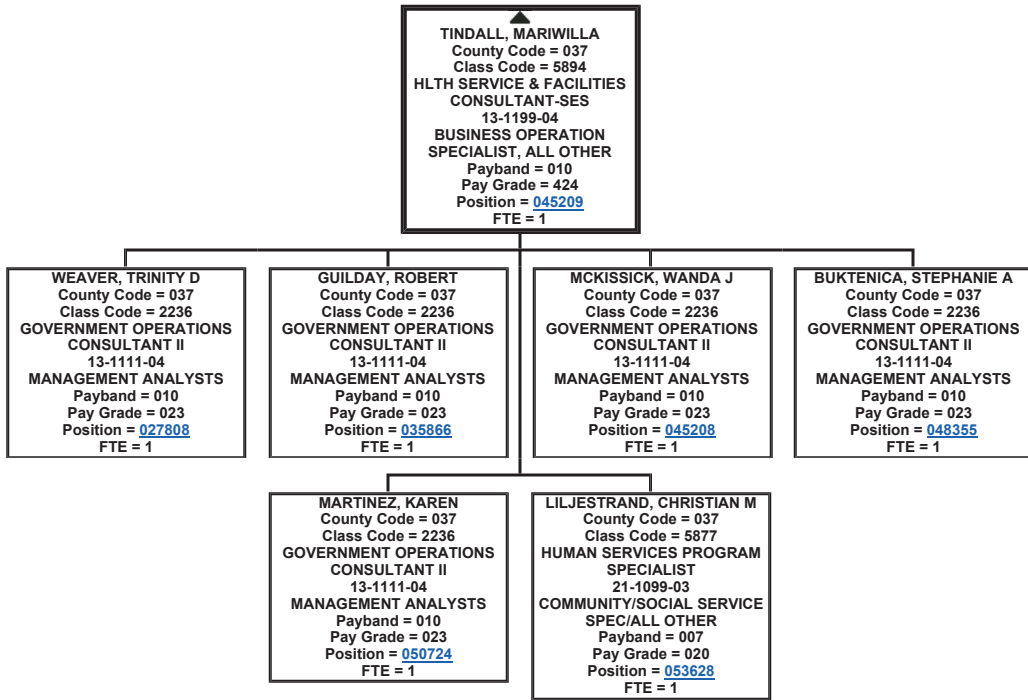 TINDALL, MARIWILLA
County Code = 037
Class Code = 5894
HLTH SERVICE & FACILITIES
CONSULTANT-SES
13-1199-04
BUSINESS OPERATION
SPECIALIST, ALL OTHER
Payband = 010
Pay Grade = 424
Position = 045209
FTE = 1
WEAVER, TRINITY D
County Code = 037
Class Code = 2236
GOVERNMENT OPERATIONS
CONSULTANT II
13-1111-04
MANAGEMENT ANALYSTS
Payband = 010
Pay Grade = 023
Position = 027808
FTE = 1
GUILDAY, ROBERT
County Code = 037
Class Code = 2236
GOVERNMENT OPERATIONS
CONSULTANT II
13-1111-04
MANAGEMENT ANALYSTS
Payband = 010
Pay Grade = 023
Position = 035866
FTE = 1
MCKISSICK, WANDA J
County Code = 037
Class Code = 2236
GOVERNMENT OPERATIONS
CONSULTANT II
13-1111-04
MANAGEMENT ANALYSTS
Payband = 010
Pay Grade = 023
Position = 045208
FTE = 1
BUKTENICA, STEPHANIE A
County Code = 037
Class Code = 2236
GOVERNMENT OPERATIONS
CONSULTANT II
13-1111-04
MANAGEMENT ANALYSTS
Payband = 010
Pay Grade = 023
Position = 048355
FTE = 1
MARTINEZ, KAREN
County Code = 037
Class Code = 2236
GOVERNMENT OPERATIONS
CONSULTANT II
13-1111-04
MANAGEMENT ANALYSTS
Payband = 010
Pay Grade = 023
Position = 050724
FTE = 1
LILJESTRAND, CHRISTIAN M
County Code = 037
Class Code = 5877
HUMAN SERVICES PROGRAM
SPECIALIST
21-1099-03
COMMUNITY/SOCIAL SERVICE
SPEC/ALL OTHER
Payband = 007
Pay Grade = 020
Position = 053628
FTE = 1